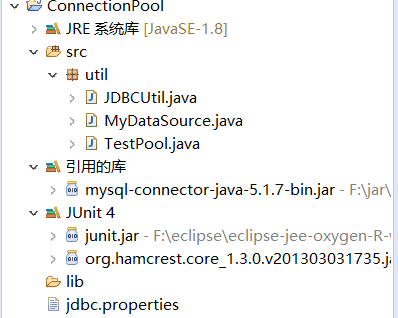 ConnectionPool
JRE 系统库 [JavaSE-1.8]
src
util
JDBCUtil.java
MyDataSource.java
TestPool.java
引用的库
mysql-connector-java-5.1.7-bin.jar - F:\jar\
JUnit 4
junit.jar - F:\eclipse\eclipse-jee-oxygen-R-
org.hamcrest.core_1.3.0.v201303031735.ja
lib
jdbc.properties